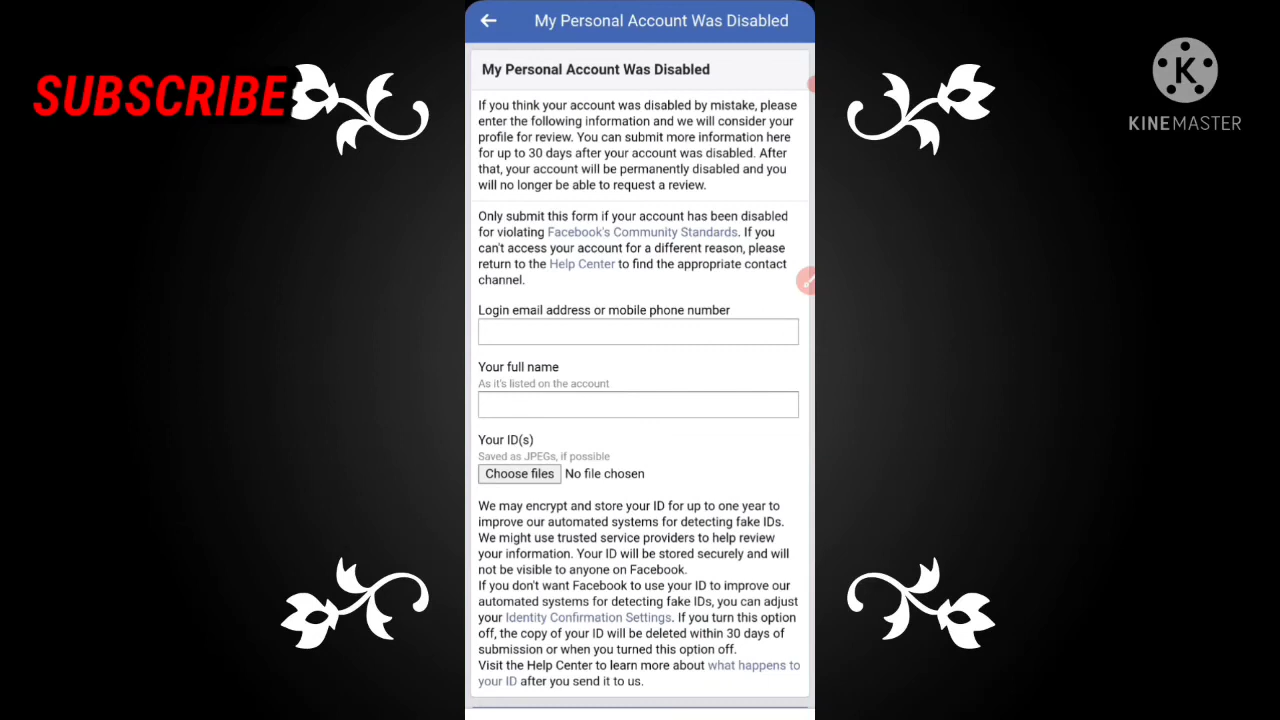 My Personal Account Was Disabled
SUBSCRIBE
K
KINEMASTER
My Personal Account Was Disabled
If you think your account was disabled by mistake, please
enter the following information and we will consider your
profile for review. You can submit more information here
for up to 30 days after your account was disabled. After
that, your account will be permanently disabled and you
will no longer be able to request a review.
Only submit this form if your account has been disabled
for violating Facebook's Community Standards. If you
can't access your account for a different reason, please
return to the Help Center to find the appropriate contact
channel.
Login email address or mobile phone number
Your full name
As it's listed on the account
Your ID(s)
Saved as JPEGs, if possible
Choose files No file chosen
We may encrypt and store your ID for up to one year to
improve our automated systems for detecting fake IDs.
We might use trusted service providers to help review
your information. Your ID will be stored securely and will
not be visible to anyone on Facebook.
If you don't want Facebook to use your ID to improve our
automated systems for detecting fake IDs, you can adjust
your Identity Confirmation Settings. If you turn this option
off, the copy of your ID will be deleted within 30 days of
submission or when you turned this option off.
Visit the Help Center to learn more about what happens to
your ID after you send it to us.